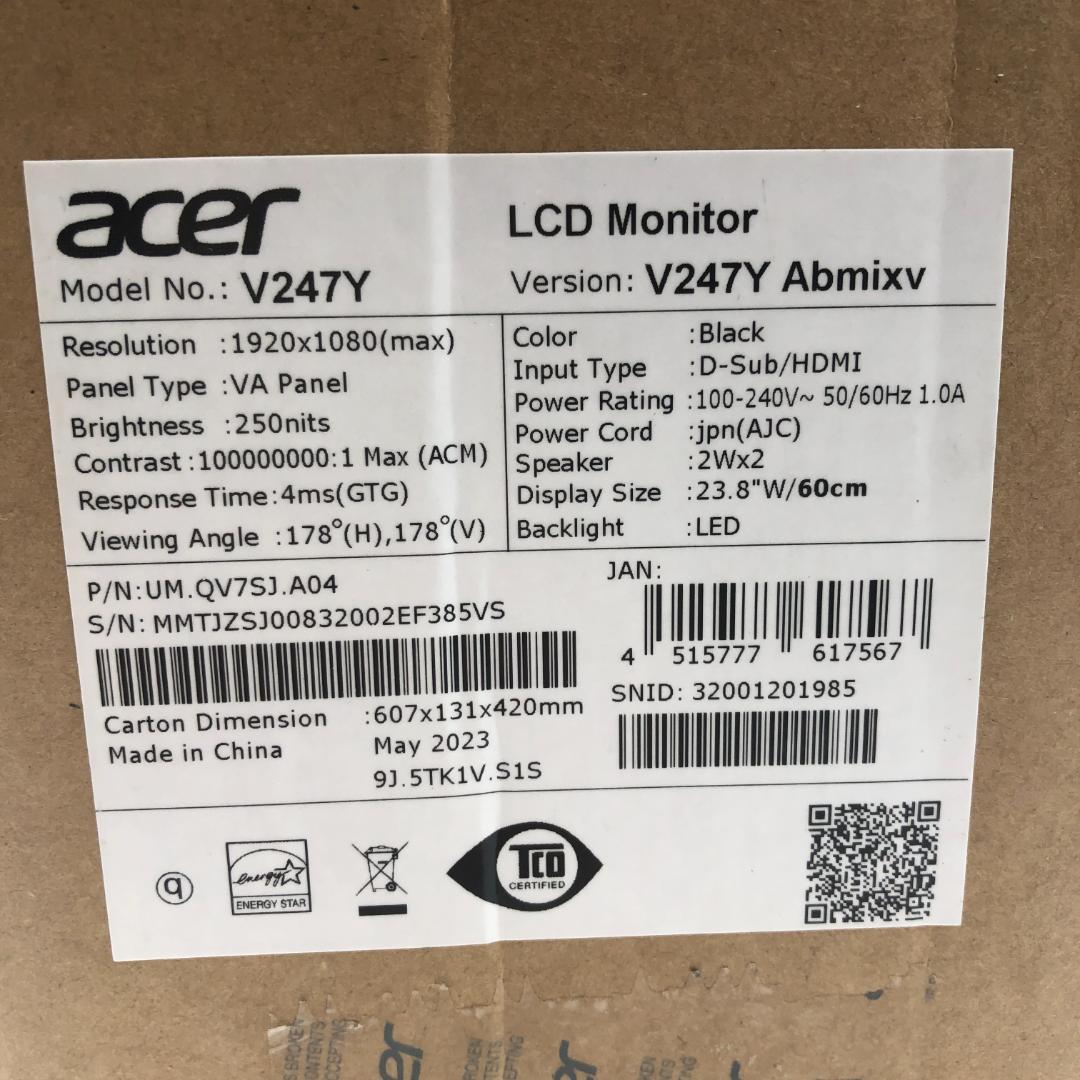 acer
LCD Monitor
Model No.: V247Y
Version: V247Y Abmixv
Resolution :1920x1080(max)
Panel Type :VA Panel
Brightness :250nits
Contrast :100000000:1 Max (ACM)
Response Time:4ms(GTG)
Viewing Angle :178°(H),178°(V)
Color :Black
Input Type :D-Sub/HDMI
Power Rating :100-240V~ 50/60Hz 1.0A
Power Cord :jpn(AJC)
Speaker :2Wx2
Display Size :23.8"W/60cm
Backlight :LED
P/N:UM.QV7SJ.A04
S/N: MMTJZSJ00832002EF385VS
JAN:
4 515777 617567
SNID: 32001201985
Carton Dimension :607x131x420mm
Made in China May 2023
9J.5TK1V.S1S
q
energy
ENERGY STAR
TCO
CERTIFIED